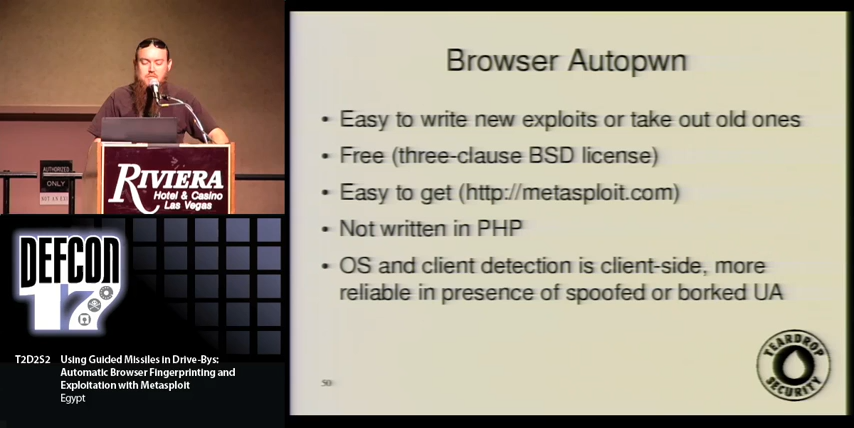 Browser Autopwn
• Easy to write new exploits or take out old ones
• Free (three-clause BSD license)
• Easy to get (http://metasploit.com)
• Not written in PHP
• OS and client detection is client-side, more
reliable in presence of spoofed or borked UA
50
TEARDROP
SECURITY
AUTHORIZED
ONLY
RIVIERA
Hotel & Casino
Las Vegas
DEFCON
17
T2D2S2 Using Guided Missiles in Drive-Bys:
Automatic Browser Fingerprinting and
Exploitation with Metasploit
Egypt